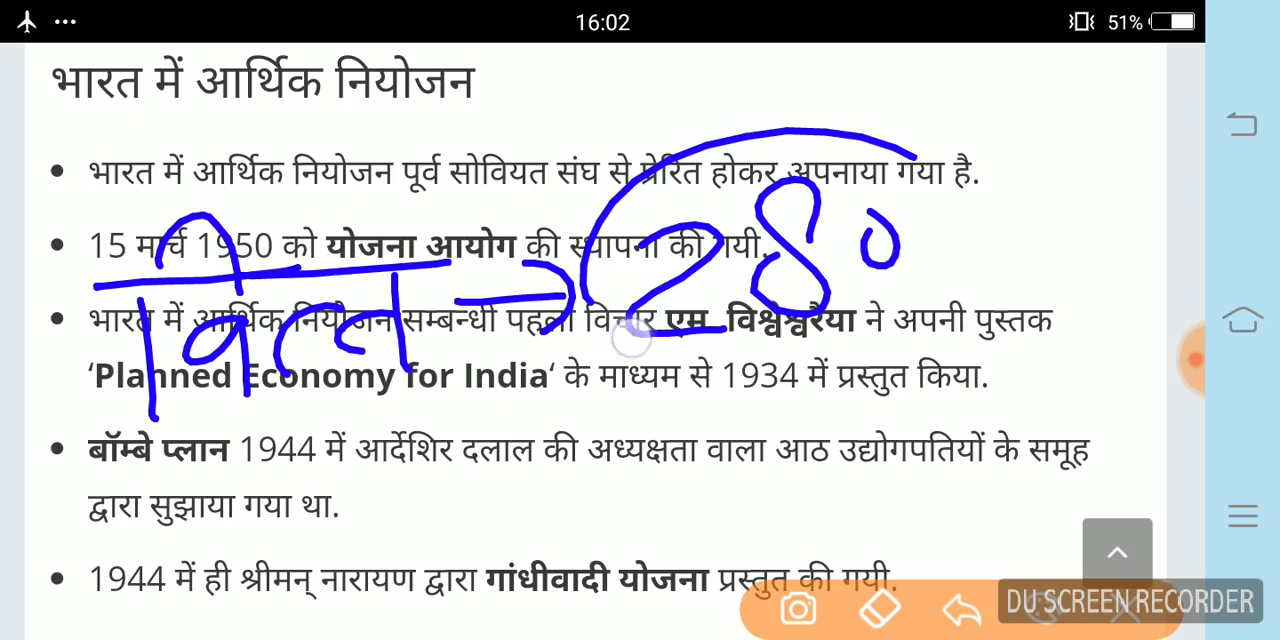 16:02
51%
भारत में आर्थिक नियोजन
भारत में आर्थिक नियोजन पूर्व सोवियत संघ से प्रेरित होकर अपनाया गया है.
15 मार्च 1950 को योजना आयोग की स्थापना की गयी.
भारत में आर्थिक नियोजन सम्बन्धी पहला विचार एम विश्वेश्वरैया ने अपनी पुस्तक
‘Planned Economy for India‘ के माध्यम से 1934 में प्रस्तुत किया.
वित्त 280
बॉम्बे प्लान 1944 में आर्देशिर दलाल की अध्यक्षता वाला आठ उद्योगपतियों के समूह
द्वारा सुझाया गया था.
1944 में ही श्रीमन् नारायण द्वारा गांधीवादी योजना प्रस्तुत की गयी.
DU SCREEN RECORDER